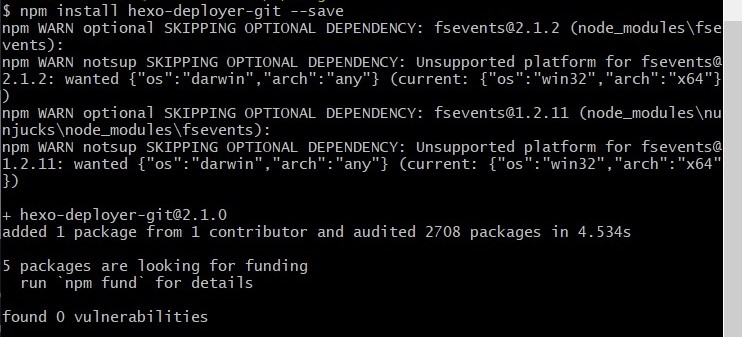 $ npm install hexo-deployer-git --save
npm WARN optional SKIPPING OPTIONAL DEPENDENCY: fsevents@2.1.2 (node_modules\fse
vents):
npm WARN notsup SKIPPING OPTIONAL DEPENDENCY: Unsupported platform for fsevents@
2.1.2: wanted {"os":"darwin","arch":"any"} (current: {"os":"win32","arch":"x64"}
)
npm WARN optional SKIPPING OPTIONAL DEPENDENCY: fsevents@1.2.11 (node_modules\nu
njucks\node_modules\fsevents):
npm WARN notsup SKIPPING OPTIONAL DEPENDENCY: Unsupported platform for fsevents@
1.2.11: wanted {"os":"darwin","arch":"any"} (current: {"os":"win32","arch":"x64"
})
+ hexo-deployer-git@2.1.0
added 1 package from 1 contributor and audited 2708 packages in 4.534s
5 packages are looking for funding
  run `npm fund` for details
found 0 vulnerabilities